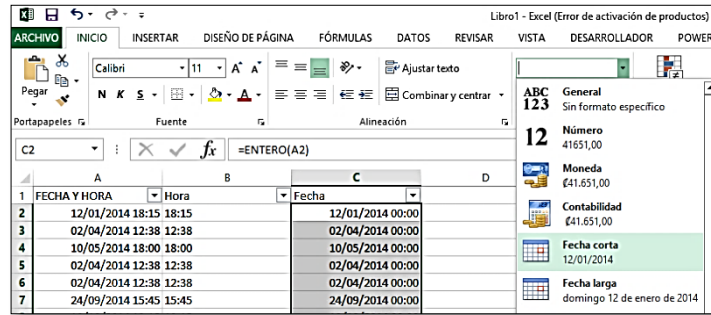 Libro1 - Excel (Error de activación de productos)
ARCHIVO INICIO INSERTAR DISEÑO DE PÁGINA FÓRMULAS DATOS REVISAR VISTA DESARROLLADOR POWER
Calibri 11 A A Ajustar texto
Pegar N K S A Combinar y centrar
Portapapeles Fuente Alineación
C2 fx =ENTERO(A2)
A B C D
1 FECHA Y HORA Hora Fecha
2 12/01/2014 18:15 18:15 12/01/2014 00:00
3 02/04/2014 12:38 12:38 02/04/2014 00:00
4 10/05/2014 18:00 18:00 10/05/2014 00:00
5 02/04/2014 12:38 12:38 02/04/2014 00:00
6 02/04/2014 12:38 12:38 02/04/2014 00:00
7 24/09/2014 15:45 15:45 24/09/2014 00:00
ABC 123 General
Sin formato específico
12 Número
41651,00
Moneda
₡41.651,00
Contabilidad
₡41.651,00
Fecha corta
12/01/2014
Fecha larga
domingo 12 de enero de 2014